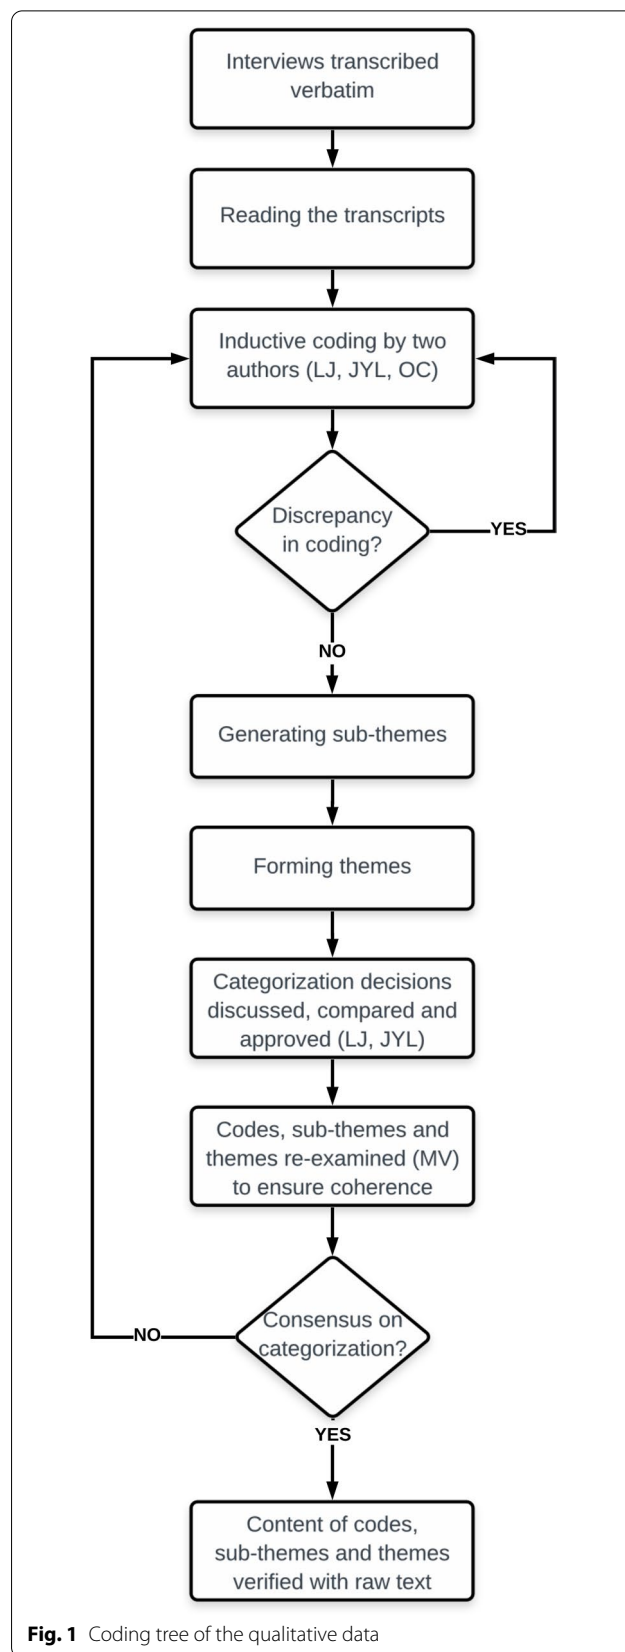 Interviews transcribed
verbatim
Reading the transcripts
Inductive coding by two
authors (LJ, JYL, OC)
Discrepancy
in coding?
YES
NO
Generating sub-themes
Forming themes
Categorization decisions
discussed, compared and
approved (LJ, JYL)
Codes, sub-themes and
themes re-examined (MV)
to ensure coherence
Consensus on
categorization?
NO
YES
Content of codes,
sub-themes and themes
verified with raw text
Fig. 1 Coding tree of the qualitative data